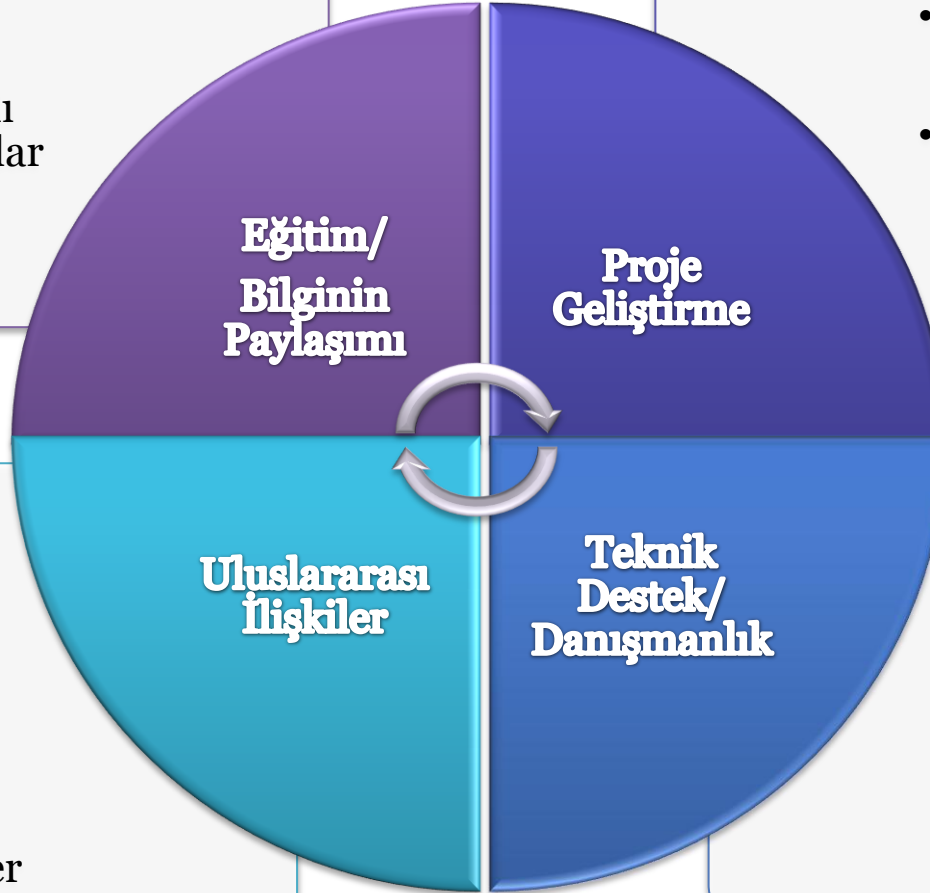 Eğitim/
Bilginin
Paylaşımı
Proje
Geliştirme
Uluslararası
İlişkiler
Teknik
Destek/
Danışmanlık